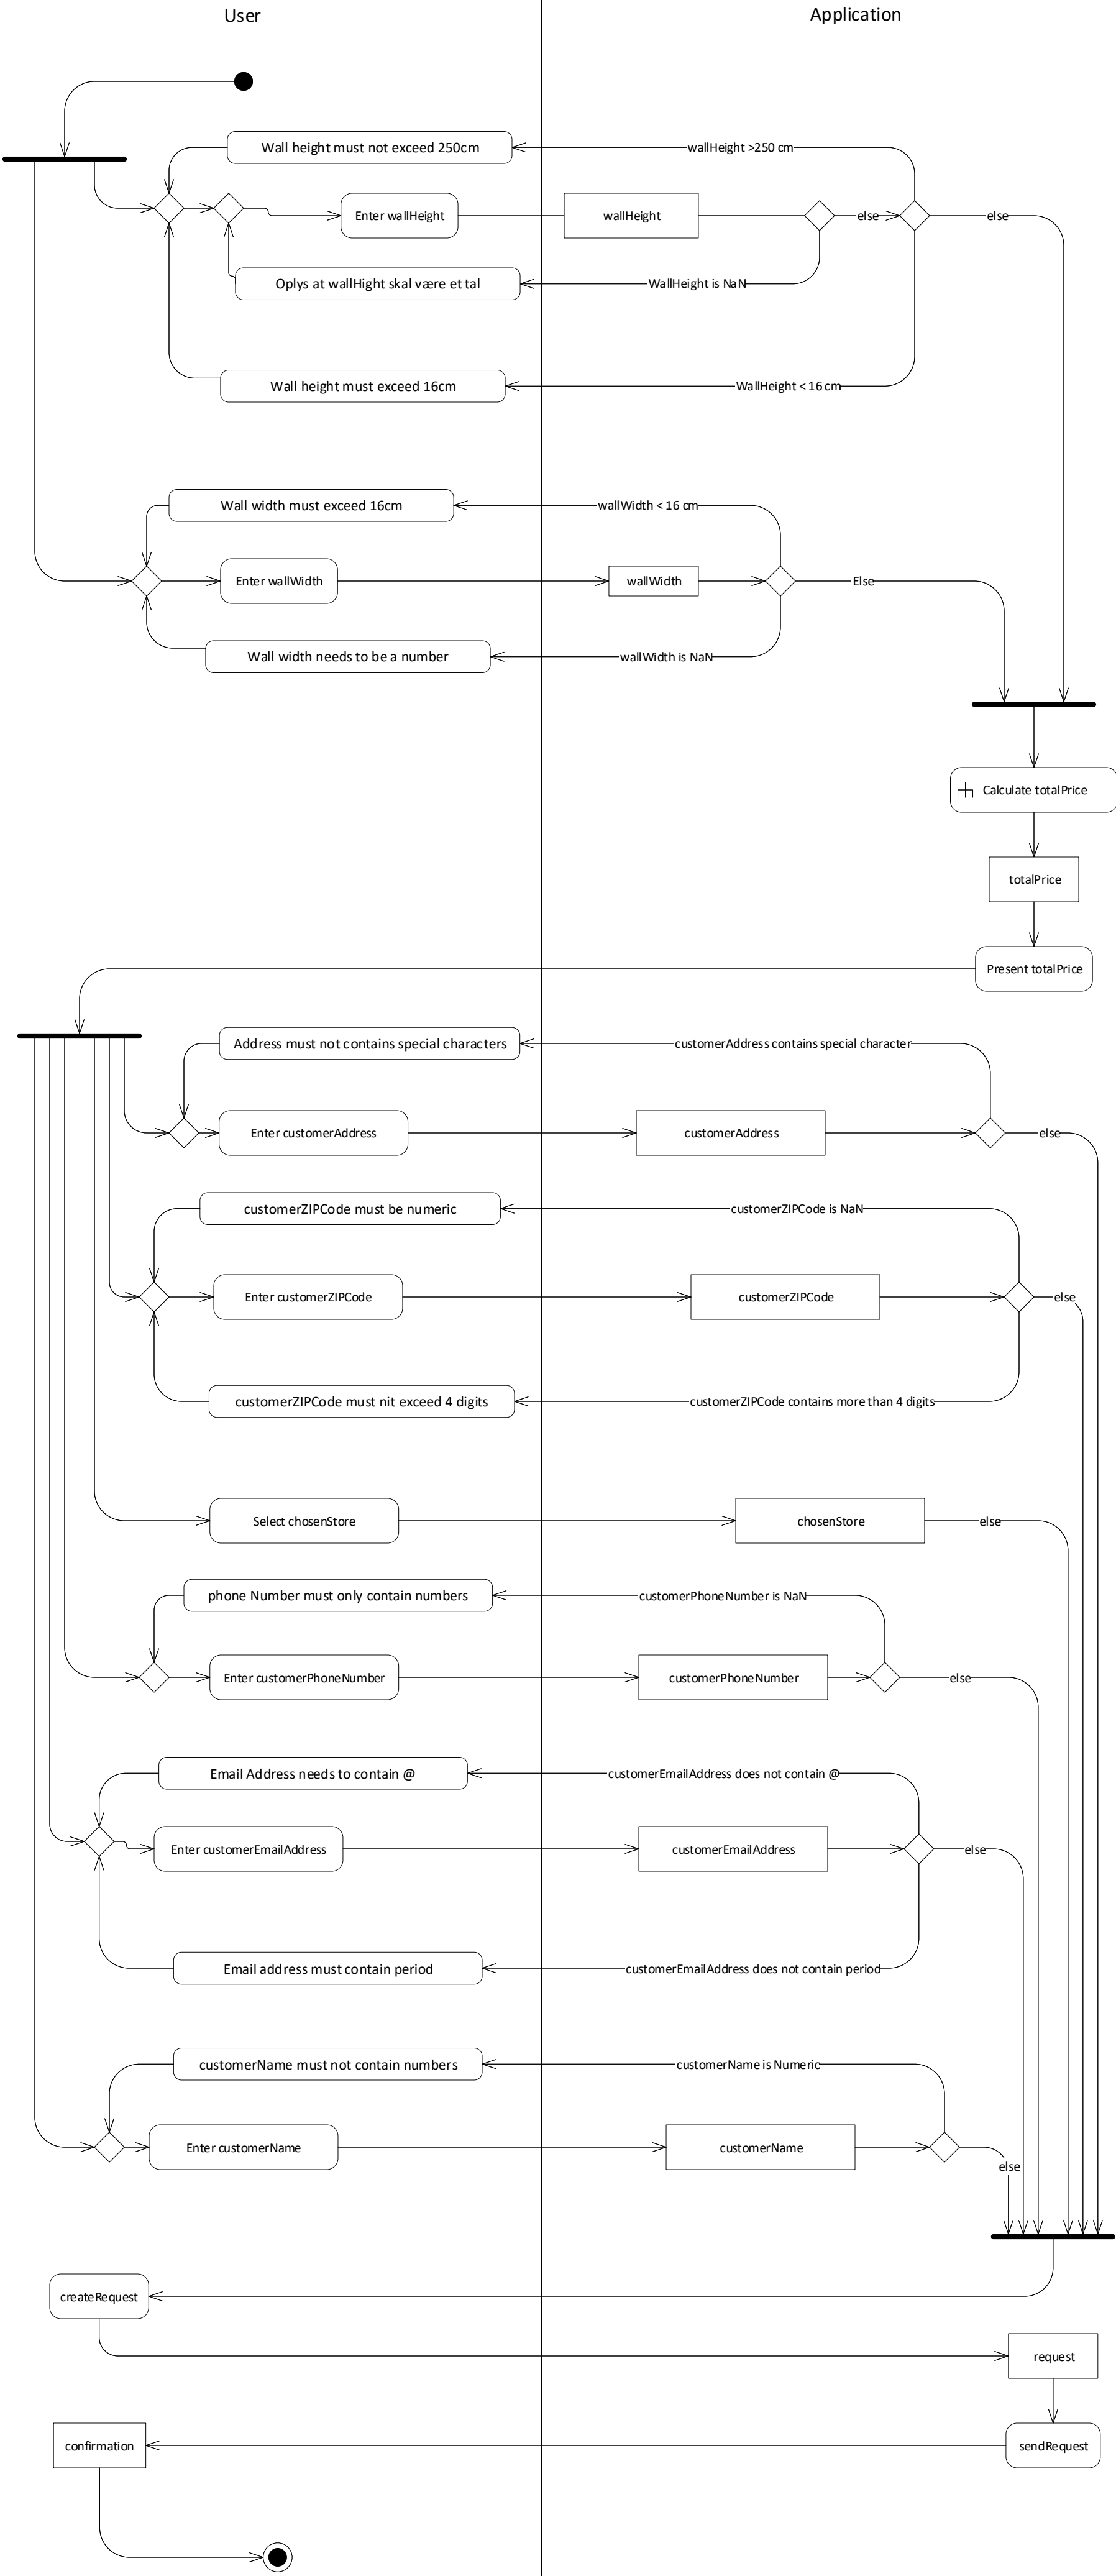 User
Application
Wall height must not exceed 250cm
wallHeight >250 cm
Enter wallHeight
wallHeight
else
else
Oplys at wallHight skal være et tal
WallHeight is NaN
Wall height must exceed 16cm
WallHeight < 16 cm
Wall width must exceed 16cm
wallWidth < 16 cm
Enter wallWidth
wallWidth
Else
Wall width needs to be a number
wallWidth is NaN
Calculate totalPrice
totalPrice
Present totalPrice
Address must not contains special characters
customerAddress contains special character
Enter customerAddress
customerAddress
else
customerZIPCode must be numeric
customerZIPCode is NaN
Enter customerZIPCode
customerZIPCode
else
customerZIPCode must nit exceed 4 digits
customerZIPCode contains more than 4 digits
Select chosenStore
chosenStore
else
phone Number must only contain numbers
customerPhoneNumber is NaN
Enter customerPhoneNumber
customerPhoneNumber
else
Email Address needs to contain @
customerEmailAddress does not contain @
Enter customerEmailAddress
customerEmailAddress
else
Email address must contain period
customerEmailAddress does not contain period
customerName must not contain numbers
customerName is Numeric
Enter customerName
customerName
else
createRequest
request
confirmation
sendRequest